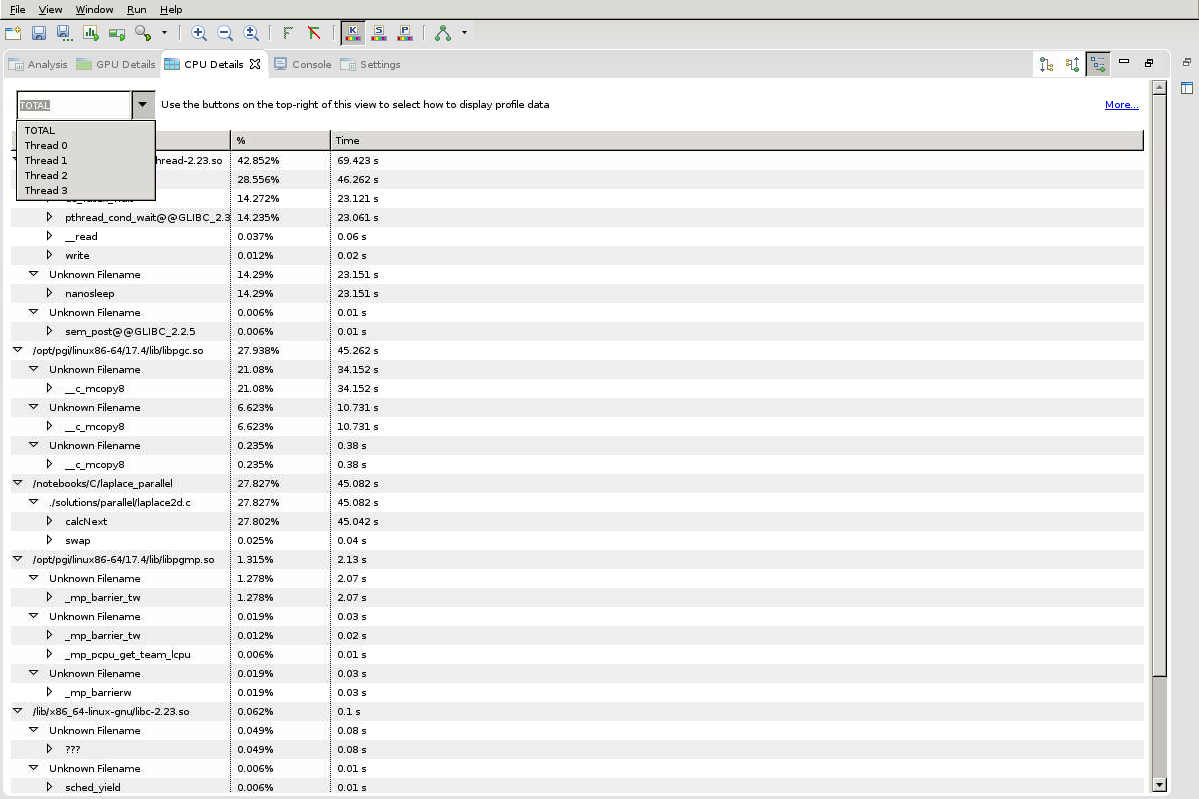 File View Window Run Help
Analysis GPU Details CPU Details Console Settings
TOTAL Use the buttons on the top-right of this view to select how to display profile data More...
TOTAL
Thread 0
Thread 1
Thread 2
Thread 3
% Time
hread-2.23.so 42.852% 69.423 s
28.556% 46.262 s
14.272% 23.121 s
pthread_cond_wait@@GLIBC_2.3 14.235% 23.061 s
__read 0.037% 0.06 s
write 0.012% 0.02 s
Unknown Filename 14.29% 23.151 s
nanosleep 14.29% 23.151 s
Unknown Filename 0.006% 0.01 s
sem_post@@GLIBC_2.2.5 0.006% 0.01 s
/opt/pgi/linux86-64/17.4/lib/libpgc.so 27.938% 45.262 s
Unknown Filename 21.08% 34.152 s
__c_mcopy8 21.08% 34.152 s
Unknown Filename 6.623% 10.731 s
__c_mcopy8 6.623% 10.731 s
Unknown Filename 0.235% 0.38 s
__c_mcopy8 0.235% 0.38 s
/notebooks/C/laplace_parallel 27.827% 45.082 s
./solutions/parallel/laplace2d.c 27.827% 45.082 s
calcNext 27.802% 45.042 s
swap 0.025% 0.04 s
/opt/pgi/linux86-64/17.4/lib/libpgmp.so 1.315% 2.13 s
Unknown Filename 1.278% 2.07 s
_mp_barrier_tw 1.278% 2.07 s
Unknown Filename 0.019% 0.03 s
_mp_barrier_tw 0.012% 0.02 s
_mp_pcpu_get_team_lcpu 0.006% 0.01 s
Unknown Filename 0.019% 0.03 s
_mp_barrierw 0.019% 0.03 s
/lib/x86_64-linux-gnu/libc-2.23.so 0.062% 0.1 s
Unknown Filename 0.049% 0.08 s
??? 0.049% 0.08 s
Unknown Filename 0.006% 0.01 s
sched_yield 0.006% 0.01 s